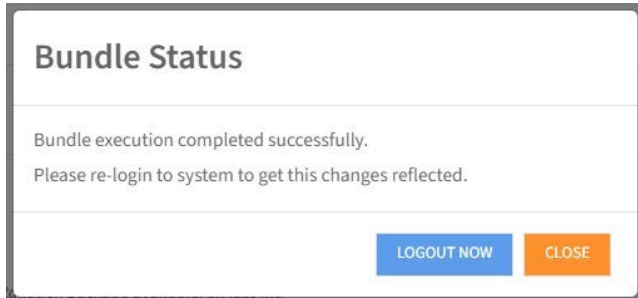 Bundle Status
Bundle execution completed successfully.
Please re-login to system to get this changes reflected.
LOGOUT NOW CLOSE